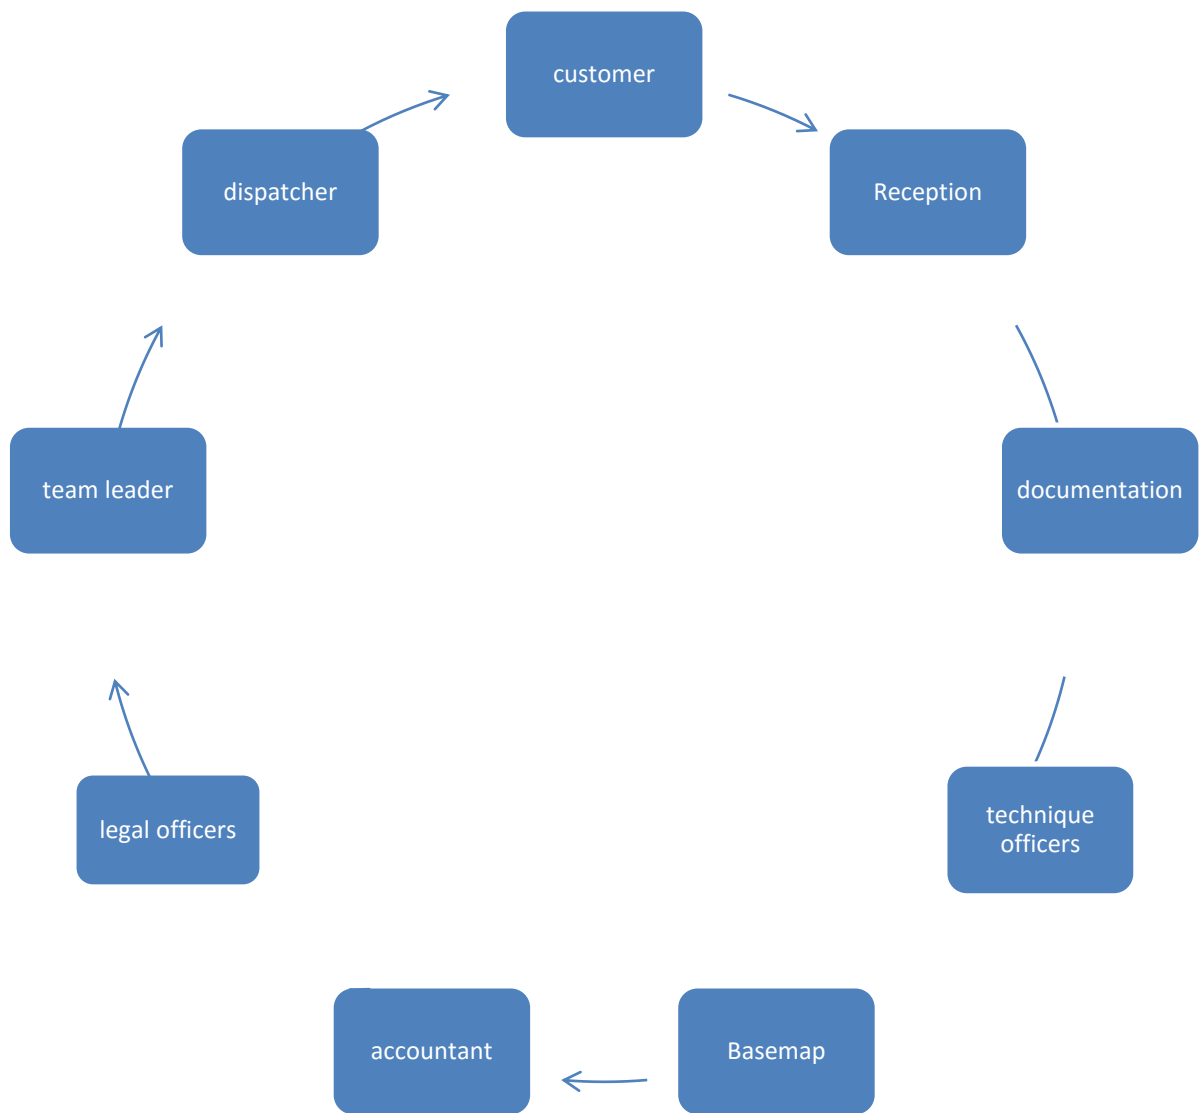 customer
Reception
documentation
technique
officers
Basemap
accountant
legal officers
team leader
dispatcher